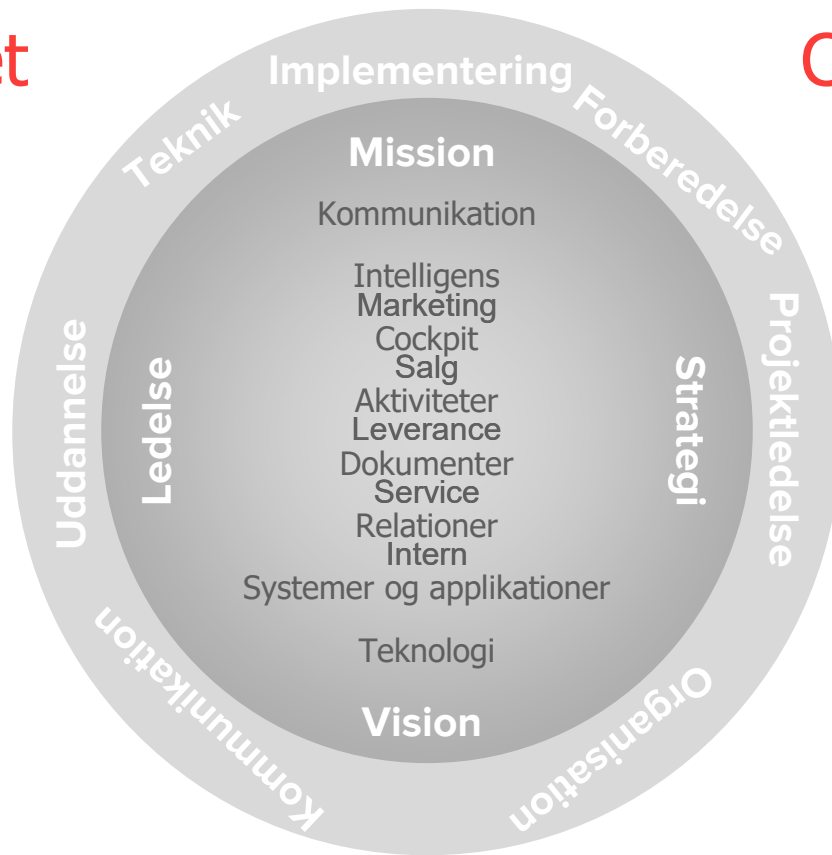 et
Implementering
Teknik
Forberedelse
Mission
Kommunikation
Intelligens
Marketing
Cockpit
Salg
Aktiviteter
Leverance
Dokumenter
Service
Relationer
Intern
Systemer og applikationer
Teknologi
Vision
Uddannelse
Ledelse
Strategi
Projektledelse
Kommunikation
Organisation